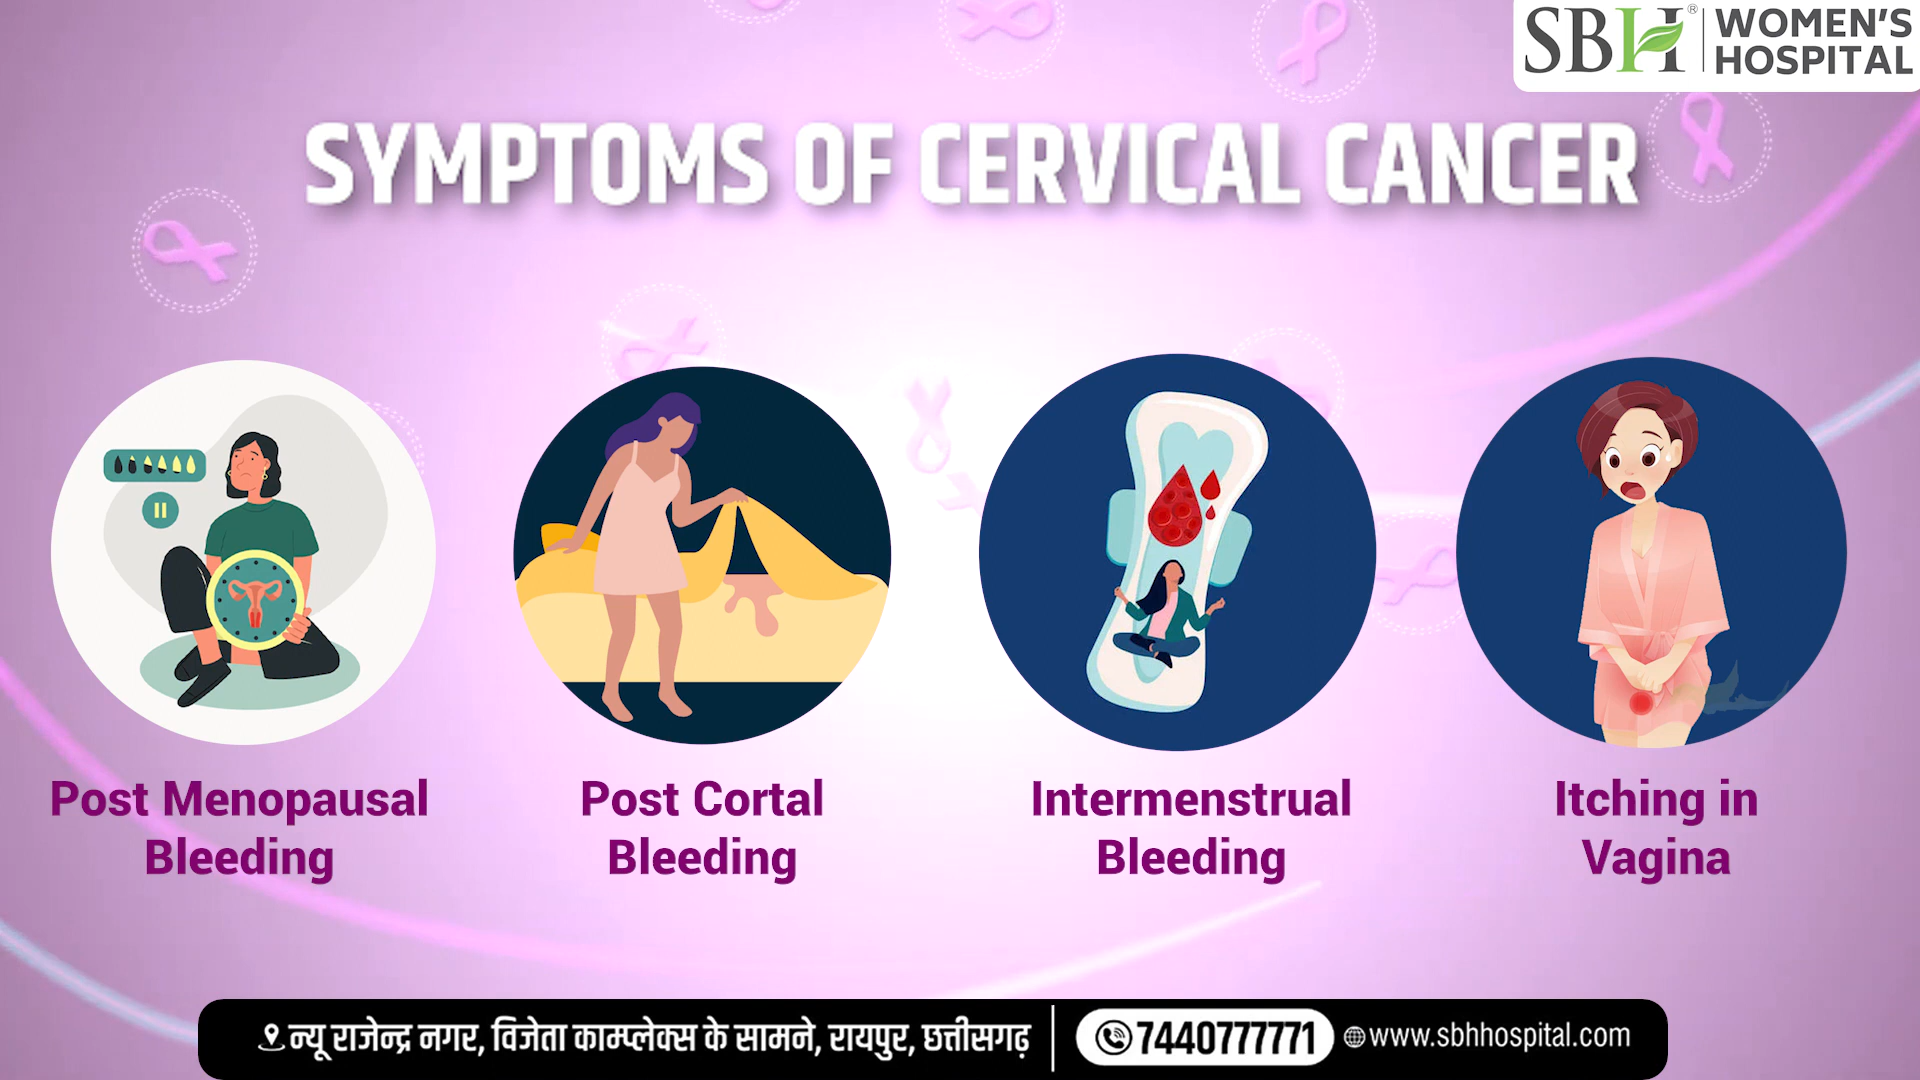 SBH® WOMEN'S
HOSPITAL
SYMPTOMS OF CERVICAL CANCER
Post Menopausal
Bleeding
Post Cortal
Bleeding
Intermenstrual
Bleeding
Itching in
Vagina
न्यू राजेन्द्र नगर, विजेता काम्प्लेक्स के सामने, रायपुर, छत्तीसगढ़ 7440777771 www.sbhhospital.com